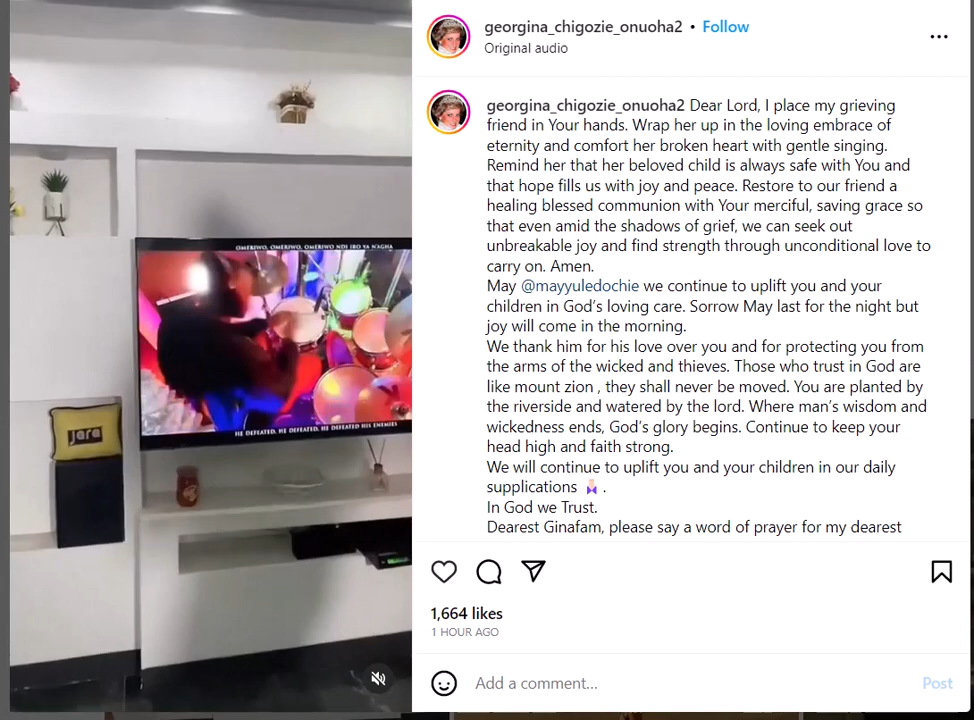 georgina_chigozie_onuoha2 • Follow
Original audio
georgina_chigozie_onuoha2 Dear Lord, I place my grieving
friend in Your hands. Wrap her up in the loving embrace of
eternity and comfort her broken heart with gentle singing.
Remind her that her beloved child is always safe with You and
that hope fills us with joy and peace. Restore to our friend a
healing blessed communion with Your merciful, saving grace so
that even amid the shadows of grief, we can seek out
unbreakable joy and find strength through unconditional love to
carry on. Amen.
May @mayyuledochie we continue to uplift you and your
children in God’s loving care. Sorrow May last for the night but
joy will come in the morning.
We thank him for his love over you and for protecting you from
the arms of the wicked and thieves. Those who trust in God are
like mount zion , they shall never be moved. You are planted by
the riverside and watered by the lord. Where man’s wisdom and
wickedness ends, God’s glory begins. Continue to keep your
head high and faith strong.
We will continue to uplift you and your children in our daily
supplications 🙏🏻 .
In God we Trust.
Dearest Ginafam, please say a word of prayer for my dearest
1,664 likes
1 HOUR AGO
Add a comment...
Post
OMERIWO, OMERIWO, OMERIWO NDI IRO YA N'AGHA
HE DEFEATED, HE DEFEATED, HE DEFEATED HIS ENEMIES
jara